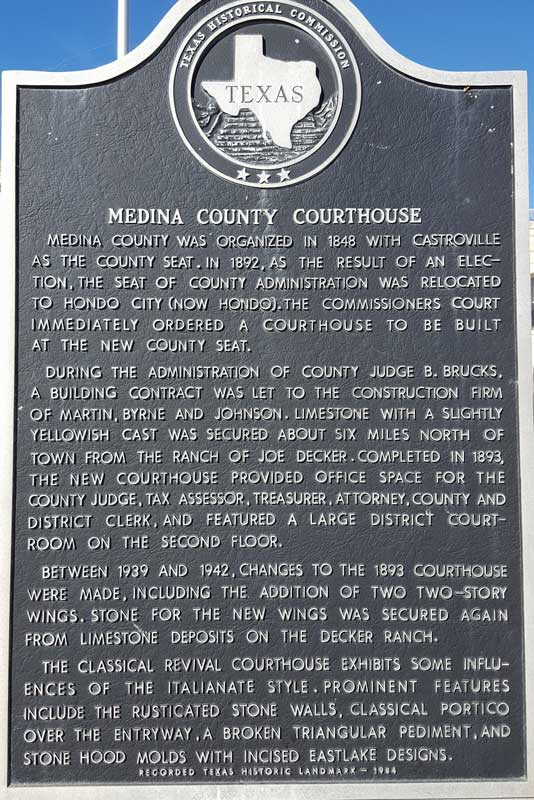 TEXAS HISTORICAL COMMISSION
TEXAS
MEDINA COUNTY COURTHOUSE
MEDINA COUNTY WAS ORGANIZED IN 1848 WITH CASTROVILLE
AS THE COUNTY SEAT. IN 1892, AS THE RESULT OF AN ELEC-
TION, THE SEAT OF COUNTY ADMINISTRATION WAS RELOCATED
TO HONDO CITY (NOW HONDO). THE COMMISSIONERS COURT
IMMEDIATELY ORDERED A COURTHOUSE TO BE BUILT
AT THE NEW COUNTY SEAT.
DURING THE ADMINISTRATION OF COUNTY JUDGE B. BRUCKS,
A BUILDING CONTRACT WAS LET TO THE CONSTRUCTION FIRM
OF MARTIN, BYRNE AND JOHNSON. LIMESTONE WITH A SLIGHTLY
YELLOWISH CAST WAS SECURED ABOUT SIX MILES NORTH OF
TOWN FROM THE RANCH OF JOE DECKER. COMPLETED IN 1893,
THE NEW COURTHOUSE PROVIDED OFFICE SPACE FOR THE
COUNTY JUDGE, TAX ASSESSOR, TREASURER, ATTORNEY, COUNTY AND
DISTRICT CLERK, AND FEATURED A LARGE DISTRICT COURT-
ROOM ON THE SECOND FLOOR.
BETWEEN 1939 AND 1942, CHANGES TO THE 1893 COURTHOUSE
WERE MADE, INCLUDING THE ADDITION OF TWO TWO-STORY
WINGS. STONE FOR THE NEW WINGS WAS SECURED AGAIN
FROM LIMESTONE DEPOSITS ON THE DECKER RANCH.
THE CLASSICAL REVIVAL COURTHOUSE EXHIBITS SOME INFLU-
ENCES OF THE ITALIANATE STYLE. PROMINENT FEATURES
INCLUDE THE RUSTICATED STONE WALLS, CLASSICAL PORTICO
OVER THE ENTRYWAY, A BROKEN TRIANGULAR PEDIMENT, AND
STONE HOOD MOLDS WITH INCISED EASTLAKE DESIGNS.
RECORDED TEXAS HISTORIC LANDMARK - 1984